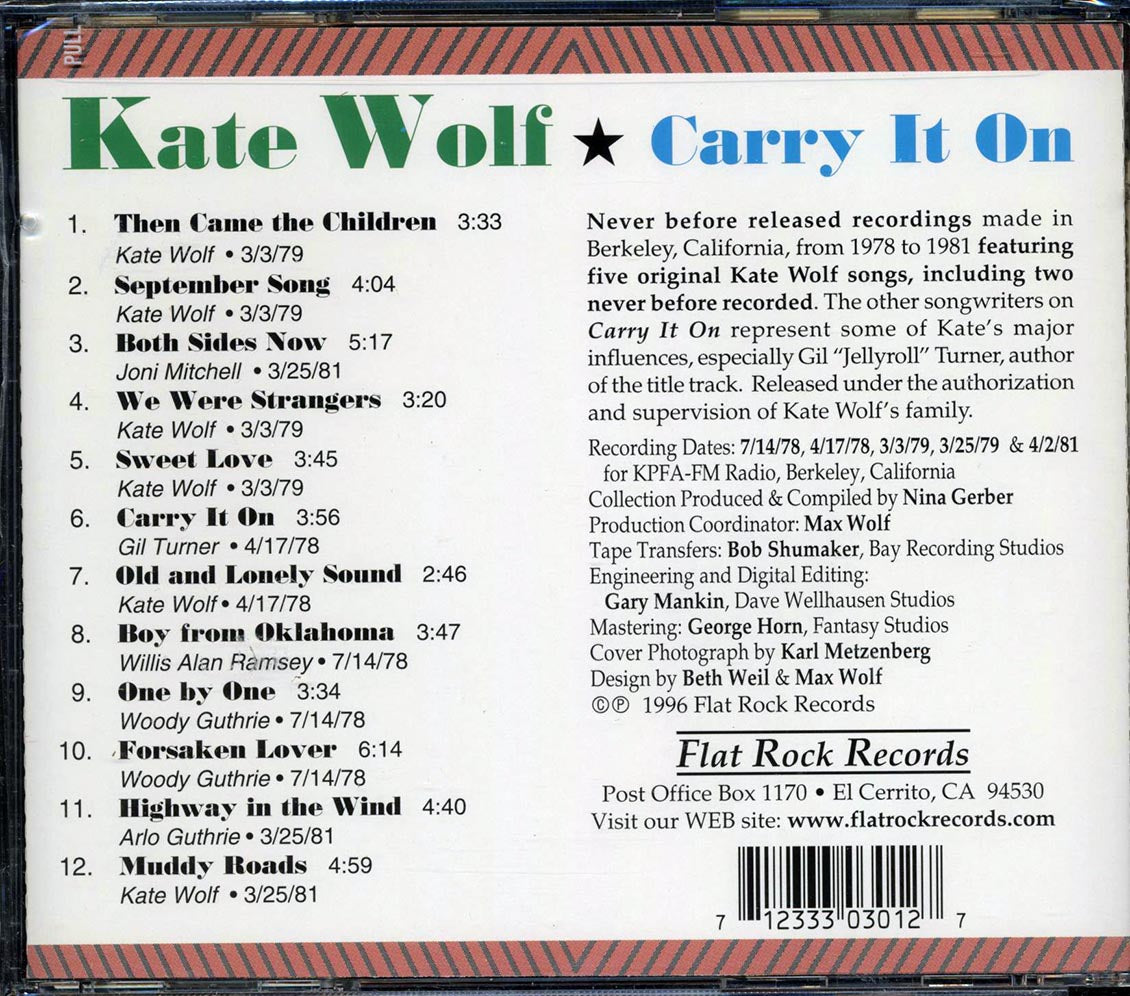 PULL
Kate Wolf ★ Carry It On
1. Then Came the Children 3:33
Kate Wolf • 3/3/79
2. September Song 4:04
Kate Wolf • 3/3/79
3. Both Sides Now 5:17
Joni Mitchell • 3/25/81
4. We Were Strangers 3:20
Kate Wolf • 3/3/79
5. Sweet Love 3:45
Kate Wolf • 3/3/79
6. Carry It On 3:56
Gil Turner • 4/17/78
7. Old and Lonely Sound 2:46
Kate Wolf • 4/17/78
8. Boy from Oklahoma 3:47
Willis Alan Ramsey • 7/14/78
9. One by One 3:34
Woody Guthrie • 7/14/78
10. Forsaken Lover 6:14
Woody Guthrie • 7/14/78
11. Highway in the Wind 4:40
Arlo Guthrie • 3/25/81
12. Muddy Roads 4:59
Kate Wolf • 3/25/81
Never before released recordings made in
Berkeley, California, from 1978 to 1981 featuring
five original Kate Wolf songs, including two
never before recorded. The other songwriters on
Carry It On represent some of Kate's major
influences, especially Gil "Jellyroll" Turner, author
of the title track. Released under the authorization
and supervision of Kate Wolf's family.
Recording Dates: 7/14/78, 4/17/78, 3/3/79, 3/25/79 & 4/2/81
for KPFA-FM Radio, Berkeley, California
Collection Produced & Compiled by Nina Gerber
Production Coordinator: Max Wolf
Tape Transfers: Bob Shumaker, Bay Recording Studios
Engineering and Digital Editing:
Gary Mankin, Dave Wellhausen Studios
Mastering: George Horn, Fantasy Studios
Cover Photograph by Karl Metzenberg
Design by Beth Weil & Max Wolf
©℗ 1996 Flat Rock Records
Flat Rock Records
Post Office Box 1170 • El Cerrito, CA 94530
Visit our WEB site: www.flatrockrecords.com
7 12333 03012 7